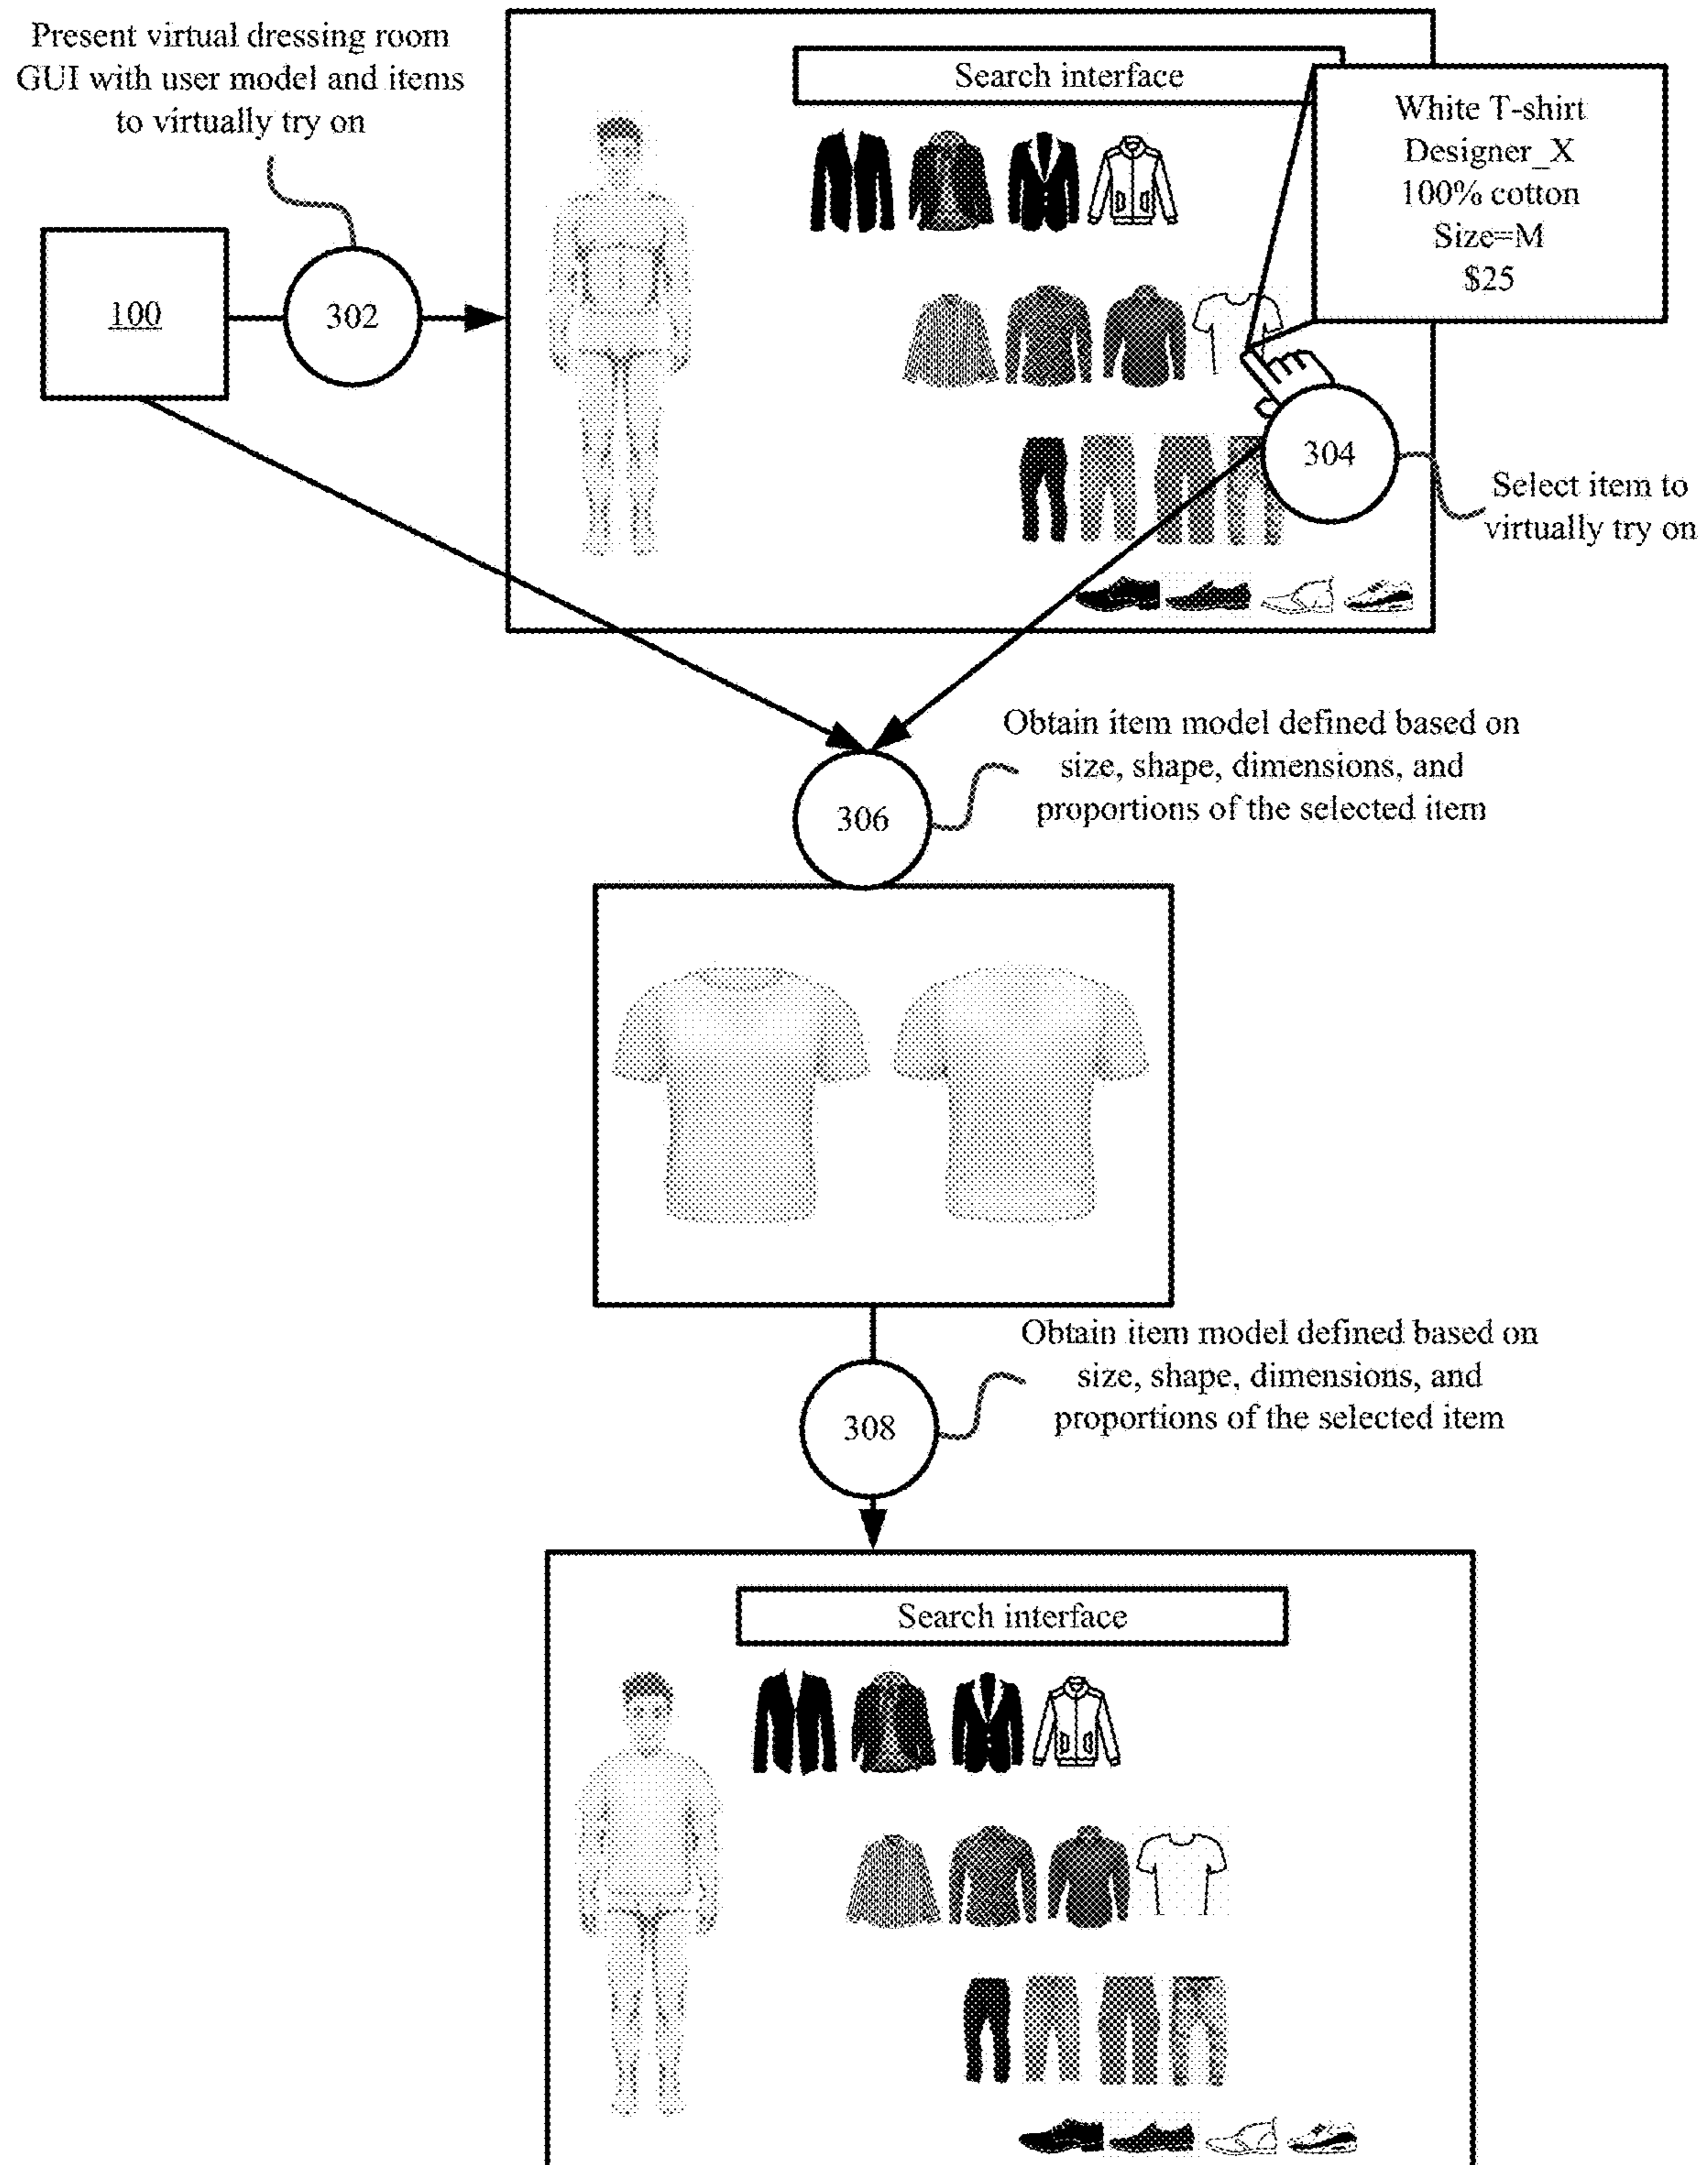 Present virtual dressing room
GUI with user model and items
to virtually try on
Search interface
White T-shirt
Designer_X
100% cotton
Size=M
$25
100
302
304
Select item to
virtually try on
Obtain item model defined based on
size, shape, dimensions, and
proportions of the selected item
306
Obtain item model defined based on
size, shape, dimensions, and
proportions of the selected item
308
Search interface